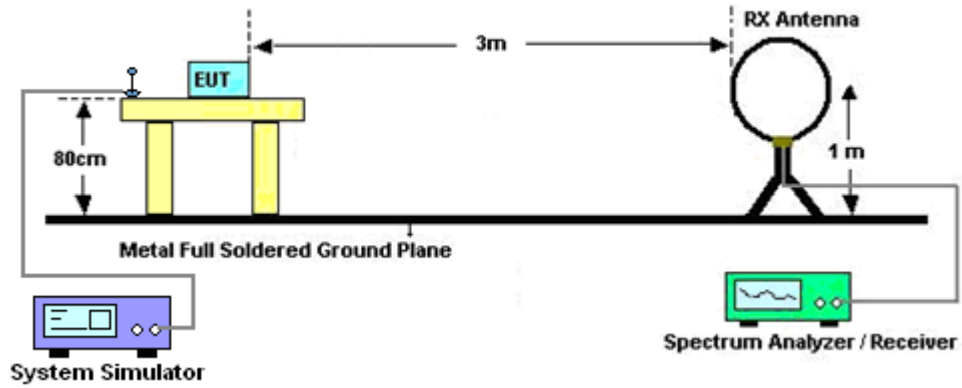 RX Antenna
3m
EUT
80cm
1 m
Metal Full Soldered Ground Plane
System Simulator
Spectrum Analyzer / Receiver